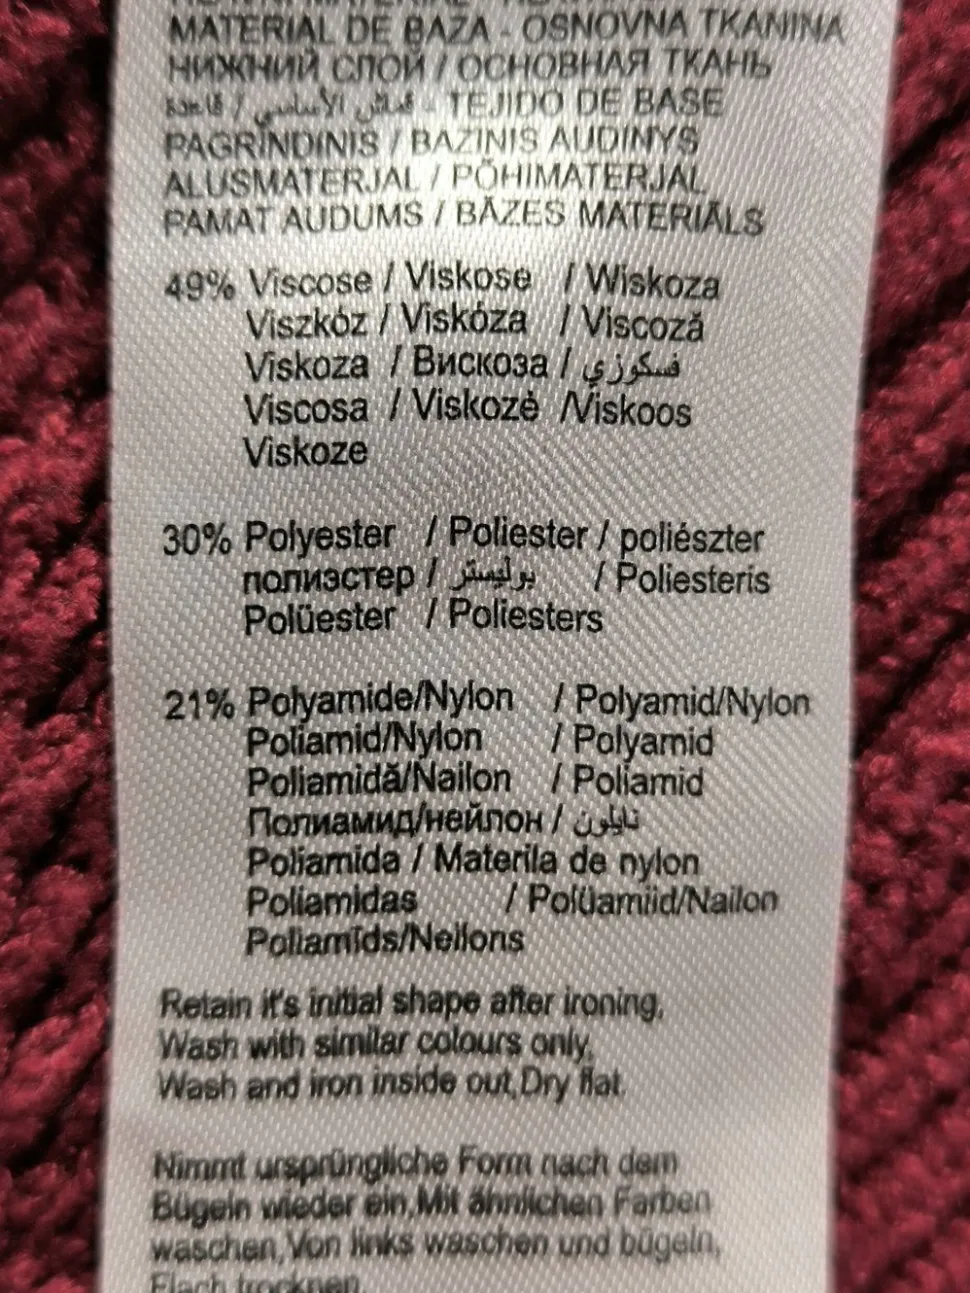 MATERIAL DE BAZA - OSNOVNA TKANINA
НИЖНИЙ СЛОЙ / ОСНОВНАЯ ТКАНЬ
قاعدة / قماش الأساسي - TEJIDO DE BASE
PAGRINDINIS / BAZINIS AUDINYS
ALUSMATERJAL / PÕHIMATERJAL
PAMAT AUDUMS / BĀZES MATERIĀLS
49% Viscose / Viskose / Wiskoza
Viszkóz / Viskóza / Viscoză
Viskoza / Вискоза / فسكوزي
Viscosa / Viskozė /Viskoos
Viskoze
30% Polyester / Poliester / poliészter
полиэстер / بوليستر / Poliesteris
Polüester / Poliesters
21% Polyamide/Nylon / Polyamid/Nylon
Poliamid/Nylon / Polyamid
Poliamidă/Nailon / Poliamid
Полиамид/нейлон / نايلون
Poliamida / Materila de nylon
Poliamidas / Polüamiid/Nailon
Poliamīds/Neilons
Retain it's initial shape after ironing,
Wash with similar colours only,
Wash and iron inside out,Dry flat.
Nimmt ursprüngliche Form nach dem
Bügeln wieder ein,Mit ähnlichen Farben
waschen,Von links waschen und bügeln,
Flach trocknen.